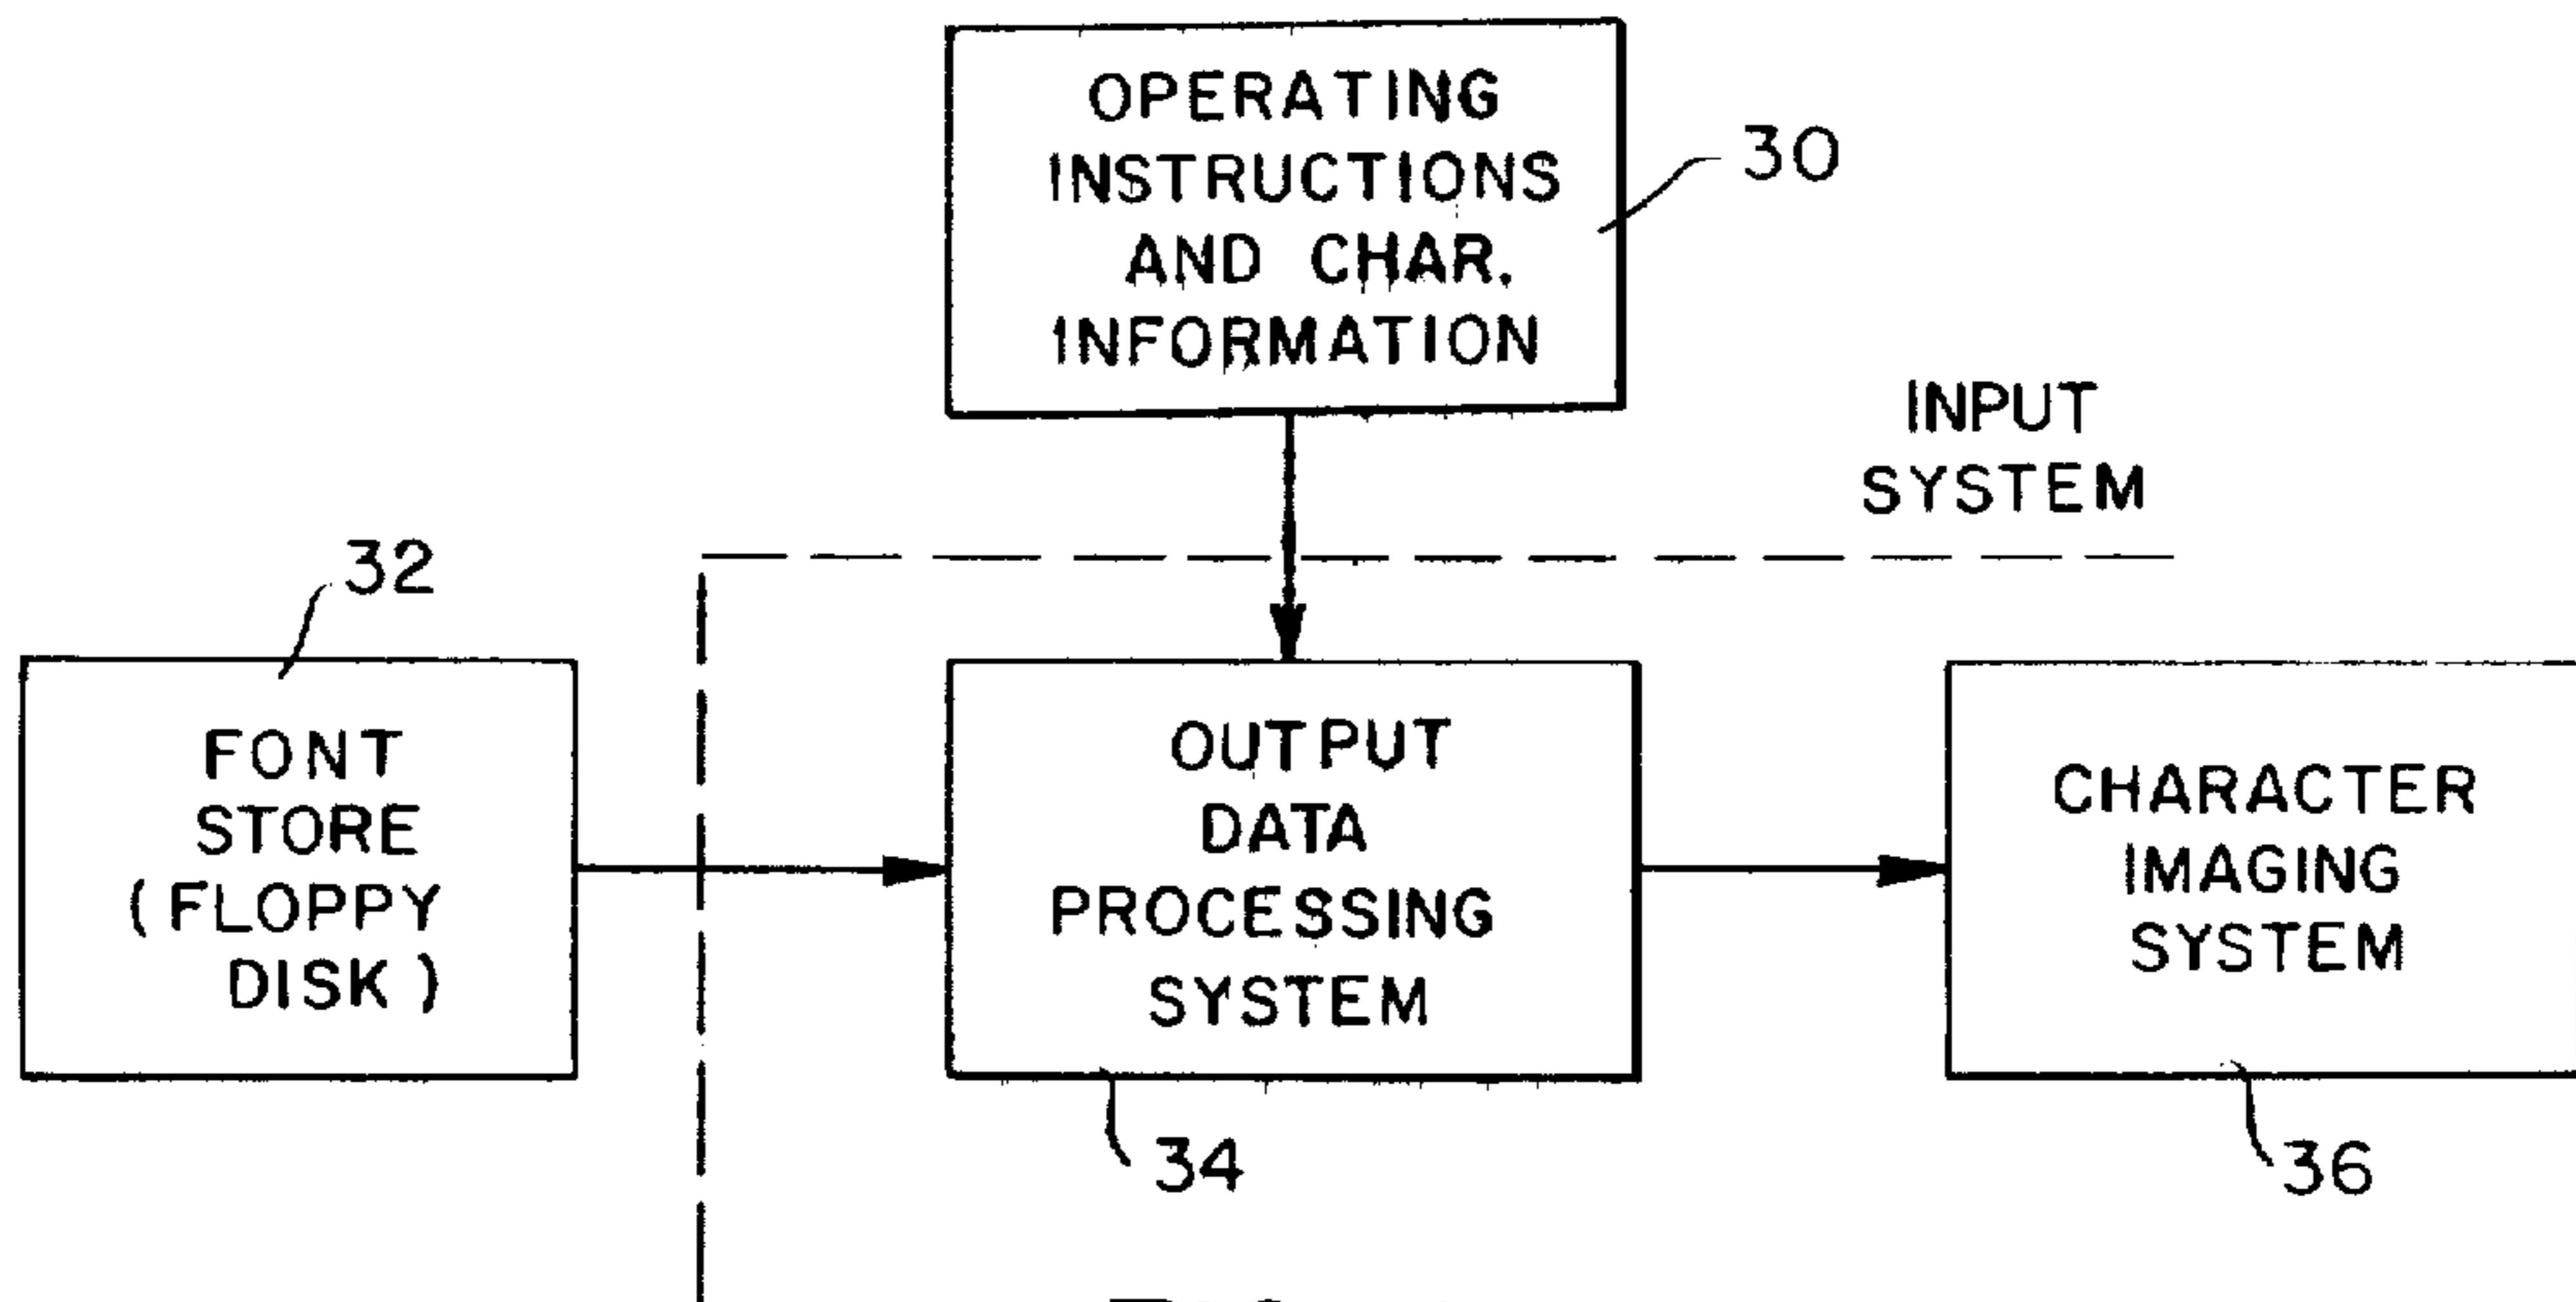 OPERATING
INSTRUCTIONS
AND CHAR.
INFORMATION
30
INPUT
SYSTEM
32
FONT
STORE
(FLOPPY
DISK)
OUTPUT
DATA
PROCESSING
SYSTEM
34
CHARACTER
IMAGING
SYSTEM
36